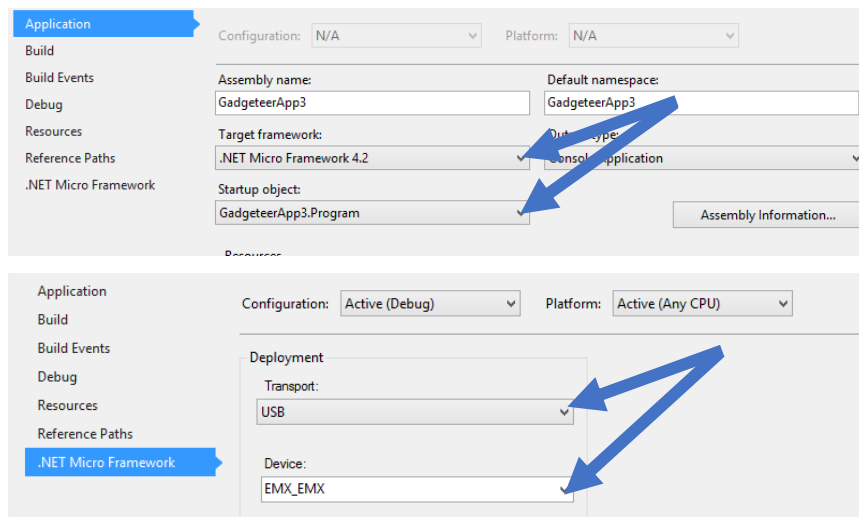 Application
Configuration: N/A Platform: N/A
Build
Build Events
Assembly name: Default namespace:
Debug
GadgeteerApp3 GadgeteerApp3
Resources
Target framework: Output type:
Reference Paths
.NET Micro Framework 4.2 Console Application
.NET Micro Framework
Startup object:
GadgeteerApp3.Program Assembly Information...
Resources
Application
Configuration: Active (Debug) Platform: Active (Any CPU)
Build
Build Events
Deployment
Debug
Transport:
Resources
USB
Reference Paths
.NET Micro Framework
Device:
EMX_EMX